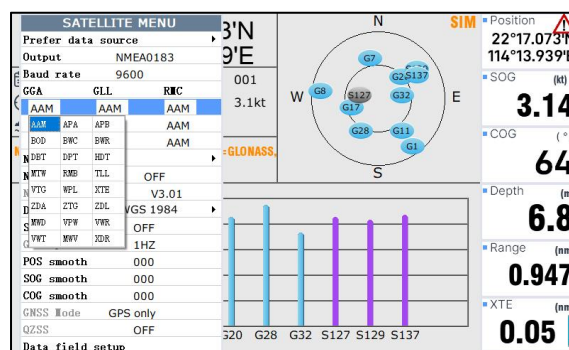 SATELLITE MENU
Prefer data source
Output NMEA0183
Baud rate 9600
GGA GLL RMC
AAM AAM AAM
AAM
AAM
AAM APA APB
BOD BWC BWR
DBT DPT HDT
MTW RMB TLL
VTG WPL XTE
ZDA ZTG ZDL
MWD VPW VWR
VWT MWV XDR
OFF
V3.01
WGS 1984
OFF
1HZ
POS smooth 000
SOG smooth 000
COG smooth 000
GNSS Mode GPS only
QZSS OFF
Data field setup
3'N
9'E
001
3.1kt
=GLONASS,
N
W
E
S
G7
G2
S137
G8
S127
G32
G17
G28
G11
G1
S20 G28 G32 S127 S129 S137
SIM
Position
22°17.073'N
114°13.939'E
SOG (kt)
3.14
COG (°
64
Depth (m
6.8
Range (nm
0.947
XTE (nm
0.05